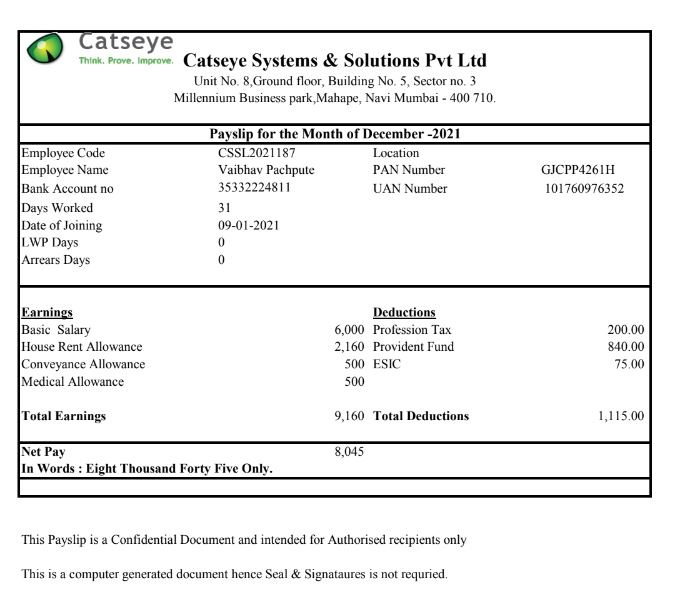 Catseye
Think. Prove. Improve.
Catseye Systems & Solutions Pvt Ltd
Unit No. 8,Ground floor, Building No. 5, Sector no. 3
Millennium Business park,Mahape, Navi Mumbai - 400 710.
Payslip for the Month of December -2021
Employee Code CSSL2021187 Location
Employee Name Vaibhav Pachpute PAN Number GJCPP4261H
Bank Account no 35332224811 UAN Number 101760976352
Days Worked 31
Date of Joining 09-01-2021
LWP Days 0
Arrears Days 0
Earnings Deductions
Basic Salary 6,000 Profession Tax 200.00
House Rent Allowance 2,160 Provident Fund 840.00
Conveyance Allowance 500 ESIC 75.00
Medical Allowance 500
Total Earnings 9,160 Total Deductions 1,115.00
Net Pay 8,045
In Words : Eight Thousand Forty Five Only.
This Payslip is a Confidential Document and intended for Authorised recipients only
This is a computer generated document hence Seal & Signataures is not requried.